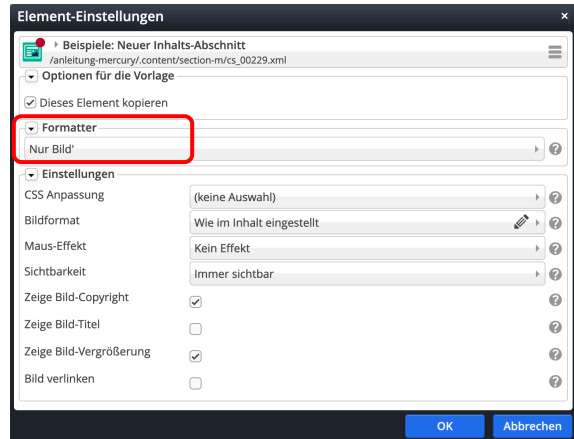 Element-Einstellungen ×
Beispiele: Neuer Inhalts-Abschnitt
/anleitung-mercury/.content/section-m/cs_00229.xml
Optionen für die Vorlage
Dieses Element kopieren
Formatter
Nur Bild' ?
Einstellungen
CSS Anpassung (keine Auswahl) ?
Bildformat Wie im Inhalt eingestellt ?
Maus-Effekt Kein Effekt ?
Sichtbarkeit Immer sichtbar ?
Zeige Bild-Copyright ?
Zeige Bild-Titel ?
Zeige Bild-Vergrößerung ?
Bild verlinken ?
OK Abbrechen